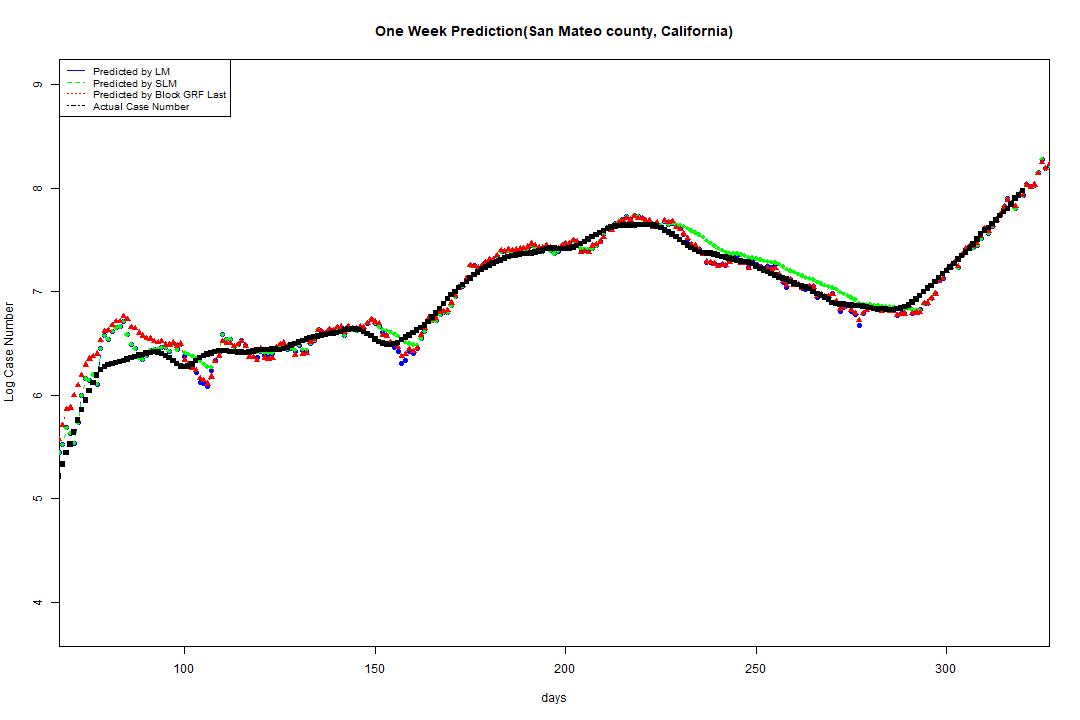 One Week Prediction(San Mateo county, California)
Predicted by LM
Predicted by SLM
Predicted by Block GRF Last
Actual Case Number
9
8
7
6
5
4
Log Case Number
100 150 200 250 300
days